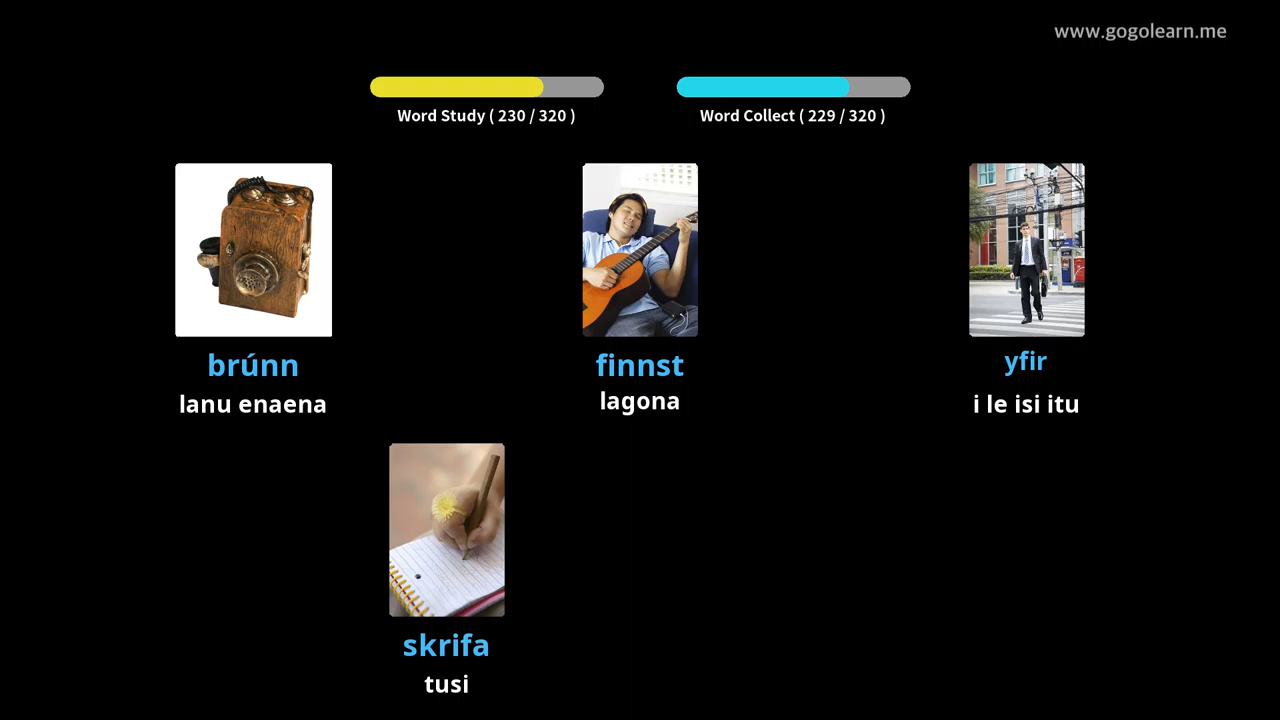 www.gogolearn.me
Word Study ( 230 / 320 )
Word Collect ( 229 / 320 )
brúnn
lanu enaena
finnst
lagona
yfir
i le isi itu
skrifa
tusi